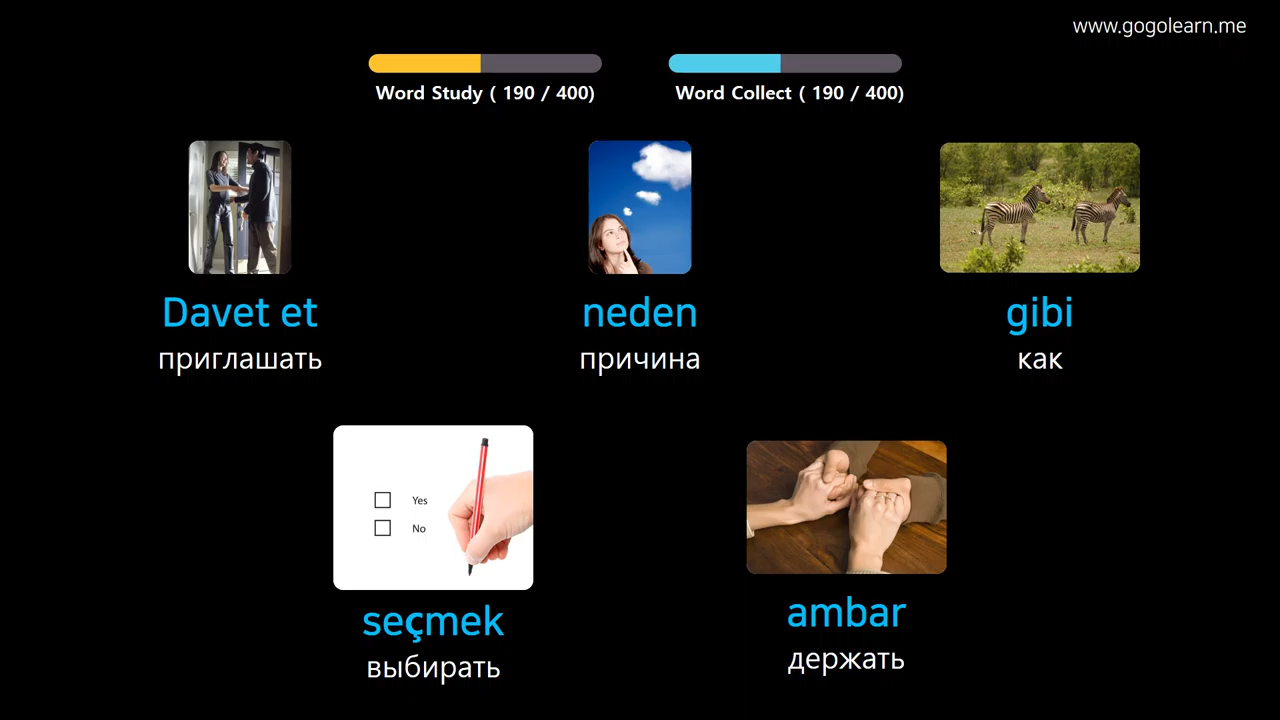 www.gogolearn.me
Word Study ( 190 / 400)
Word Collect ( 190 / 400)
Davet et
приглашать
neden
причина
gibi
как
Yes
No
seçmek
выбирать
ambar
держать